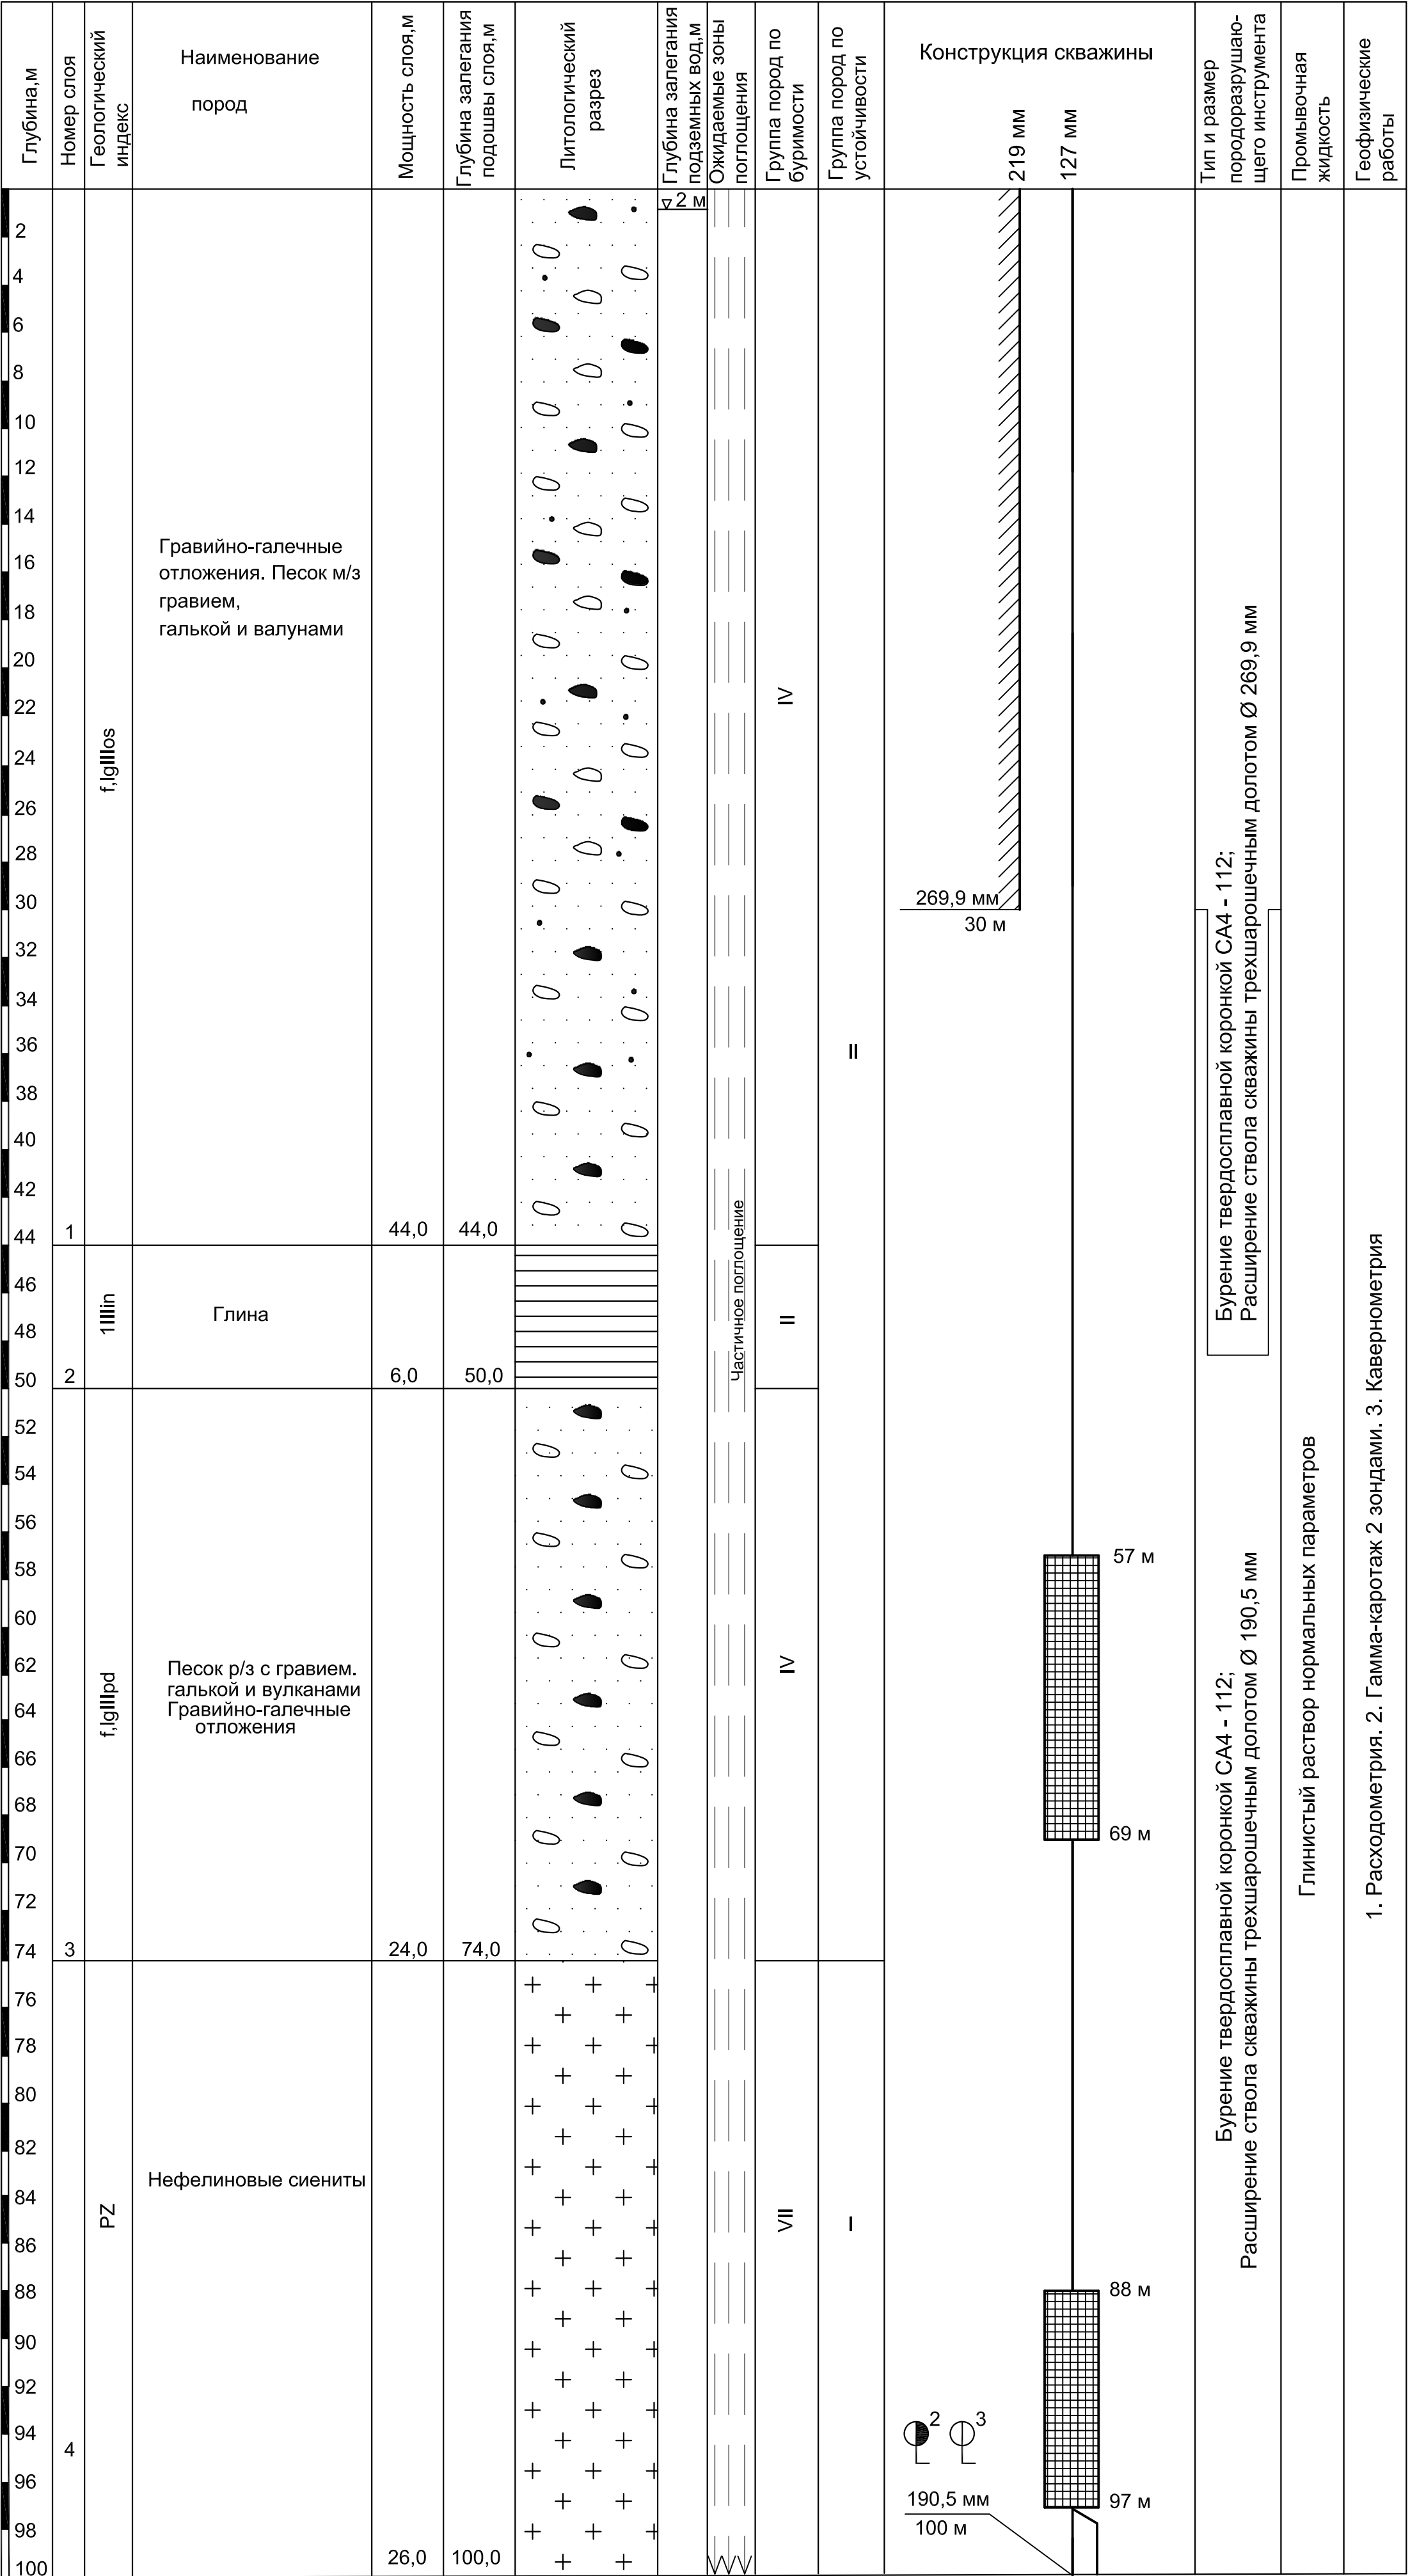 Глубина,м
Номер слоя
Геологический
индекс
Наименование
пород
Мощность слоя,м
Глубина залегания
подошвы слоя,м
Литологический
разрез
Глубина залегания
подземных вод,м
Ожидаемые зоны
поглощения
Группа пород по
буримости
Группа пород по
устойчивости
Конструкция скважины
219 мм
127 мм
Тип и размер
породоразрушаю-
щего инструмента
Промывочная
жидкость
Геофизические
работы
2 м
2
4
6
8
10
12
14
16
18
20
22
24
26
28
30
32
34
36
38
40
42
44
46
48
50
52
54
56
58
60
62
64
66
68
70
72
74
76
78
80
82
84
86
88
90
92
94
96
98
100
1
f,lgIIIos
Гравийно-галечные
отложения. Песок м/з
гравием,
галькой и валунами
44,0
44,0
IV
2
1IIIin
Глина
6,0
50,0
II
3
f,lgIIIpd
Песок р/з с гравием.
галькой и вулканами
Гравийно-галечные
отложения
24,0
74,0
IV
4
PZ
Нефелиновые сиениты
26,0
100,0
VII
Частичное поглощение
II
I
269,9 мм
30 м
57 м
69 м
88 м
97 м
2
3
190,5 мм
100 м
Бурение твердосплавной коронкой СА4 - 112;
Расширение ствола скважины трехшарошечным долотом Ø 269,9 мм
Бурение твердосплавной коронкой СА4 - 112;
Расширение ствола скважины трехшарошечным долотом Ø 190,5 мм
Глинистый раствор нормальных параметров
1. Расходометрия. 2. Гамма-каротаж 2 зондами. 3. Кавернометрия